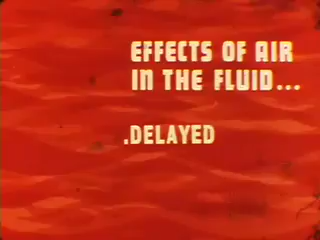 EFFECTS OF AIR
IN THE FLUID...
.DELAYED